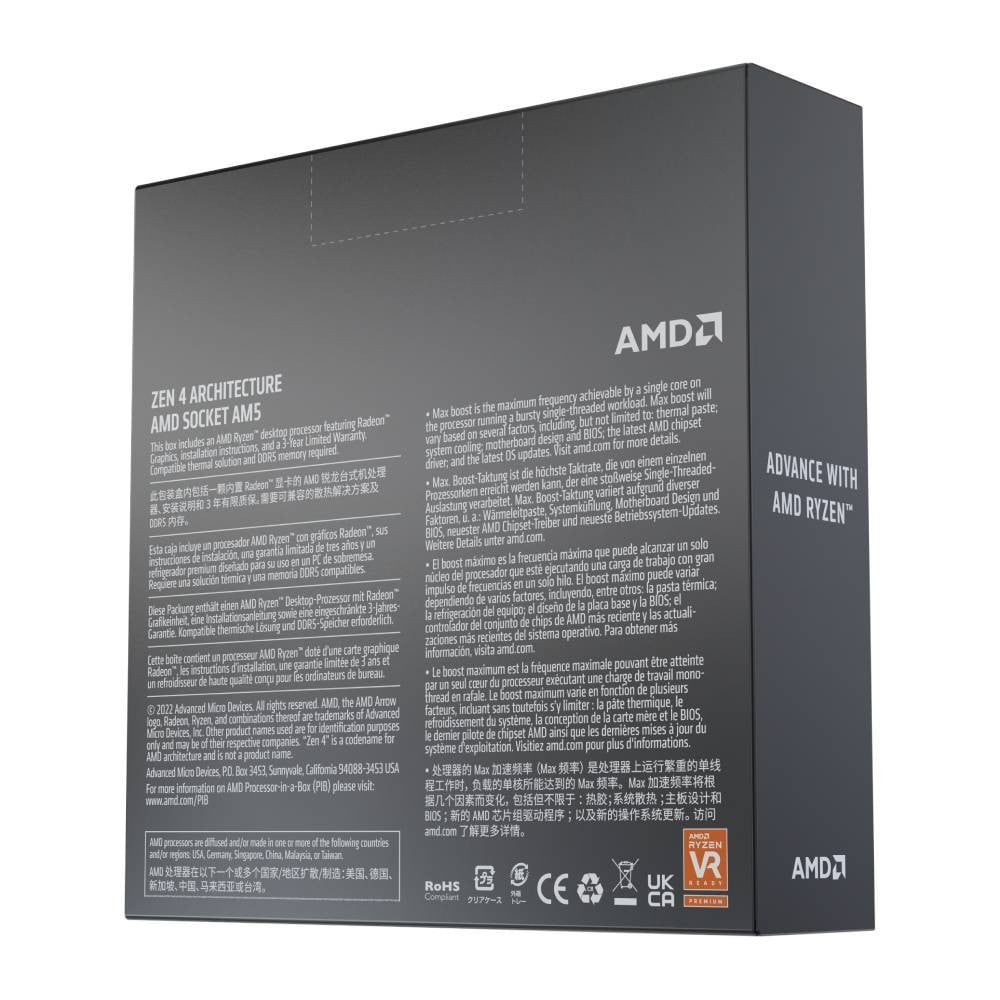 AMD
ZEN 4 ARCHITECTURE
AMD SOCKET AM5
This box includes an AMD Ryzen™ desktop processor featuring Radeon™
Graphics, installation instructions, and a 3-Year Limited Warranty.
Compatible thermal solution and DDR5 memory required.
此包装盒内包括一颗内置 Radeon™ 显卡的 AMD 锐龙台式机处理
器、安装说明和 3 年有限质保。需要可兼容的散热解决方案及
DDR5 内存。
Esta caja incluye un procesador AMD Ryzen™ con gráficos Radeon™, sus
instrucciones de instalación, una garantía limitada de tres años y un
refrigerador premium diseñado para su uso en un PC de sobremesa.
Requiere una solución térmica y una memoria DDR5 compatibles.
Diese Packung enthält einen AMD Ryzen™ Desktop-Prozessor mit Radeon™
Grafikeinheit, eine Installationsanleitung sowie eine eingeschränkte 3-Jahres-
Garantie. Kompatible thermische Lösung und DDR5-Speicher erforderlich.
Cette boîte contient un processeur AMD Ryzen™ doté d'une carte graphique
Radeon™, les instructions d'installation, une garantie limitée de 3 ans et
un refroidisseur de haute qualité conçu pour les ordinateurs de bureau.
© 2022 Advanced Micro Devices. All rights reserved. AMD, the AMD Arrow
logo, Radeon, Ryzen, and combinations thereof are trademarks of Advanced
Micro Devices, Inc. Other product names used are for identification purposes
only and may be of their respective companies. "Zen 4" is a codename for
AMD architecture and is not a product name.
Advanced Micro Devices, P.O. Box 3453, Sunnyvale, California 94088-3453 USA
For more information on AMD Processor-in-a-Box (PIB) please visit:
www.amd.com/PIB
AMD processors are diffused and/or made in one or more of the following countries
and/or regions: USA, Germany, Singapore, China, Malaysia, or Taiwan.
AMD 处理器在以下一个或多个国家/地区扩散/制造：美国、德国、
新加坡、中国、马来西亚或台湾。
• Max boost is the maximum frequency achievable by a single core on
the processor running a bursty single-threaded workload. Max boost will
vary based on several factors, including, but not limited to: thermal paste;
system cooling; motherboard design and BIOS; the latest AMD chipset
driver; and the latest OS updates. Visit amd.com for more details.
• Max. Boost-Taktung ist die höchste Taktrate, die von einem einzelnen
Prozessorkern erreicht werden kann, der eine stoßweise Single-Threaded-
Auslastung verarbeitet. Max. Boost-Taktung variiert aufgrund diverser
Faktoren, u. a.: Wärmeleitpaste, Systemkühlung, Motherboard Design und
BIOS, neuester AMD Chipset-Treiber und neueste Betriebssystem-Updates.
Weitere Details unter amd.com.
• El boost máximo es la frecuencia máxima que puede alcanzar un solo
núcleo del procesador que esté ejecutando una carga de trabajo con gran
impulso de frecuencias en un solo hilo. El boost máximo puede variar
dependiendo de varios factores, incluyendo, entre otros: la pasta térmica;
la refrigeración del equipo; el diseño de la placa base y la BIOS; el
controlador del conjunto de chips de AMD más reciente y las actuali-
zaciones más recientes del sistema operativo. Para obtener más
información, visita amd.com.
• Le boost maximum est la fréquence maximale pouvant être atteinte
par un seul cœur du processeur exécutant une charge de travail mono-
thread en rafale. Le boost maximum varie en fonction de plusieurs
facteurs, incluant sans toutefois s'y limiter : la pâte thermique, le
refroidissement du système, la conception de la carte mère et le BIOS,
le dernier pilote de chipset AMD ainsi que les dernières mises à jour du
système d'exploitation. Visitiez amd.com pour plus d'informations.
• 处理器的 Max 加速频率（Max 频率）是处理器上运行繁重的单线
程工作时，负载的单核所能达到的 Max 频率。Max 加速频率将根
据几个因素而变化，包括但不限于：热胶；系统散热；主板设计和
BIOS；新的 AMD 芯片组驱动程序；以及新的操作系统更新。访问
amd.com 了解更多详情。
RoHS
Compliant
プラ
クリアケース
紙
外箱
トレー
CE
UK
CA
AMD
RYZEN
VR
READY
PREMIUM
ADVANCE WITH
AMD RYZEN™
AMD